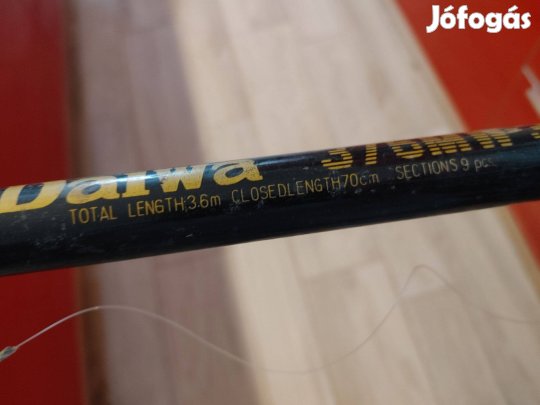 Jófogás
Daiwa
TOTAL LENGTH,3.6m CLOSEDLENGTH70cm SECTIONS 9 pcs